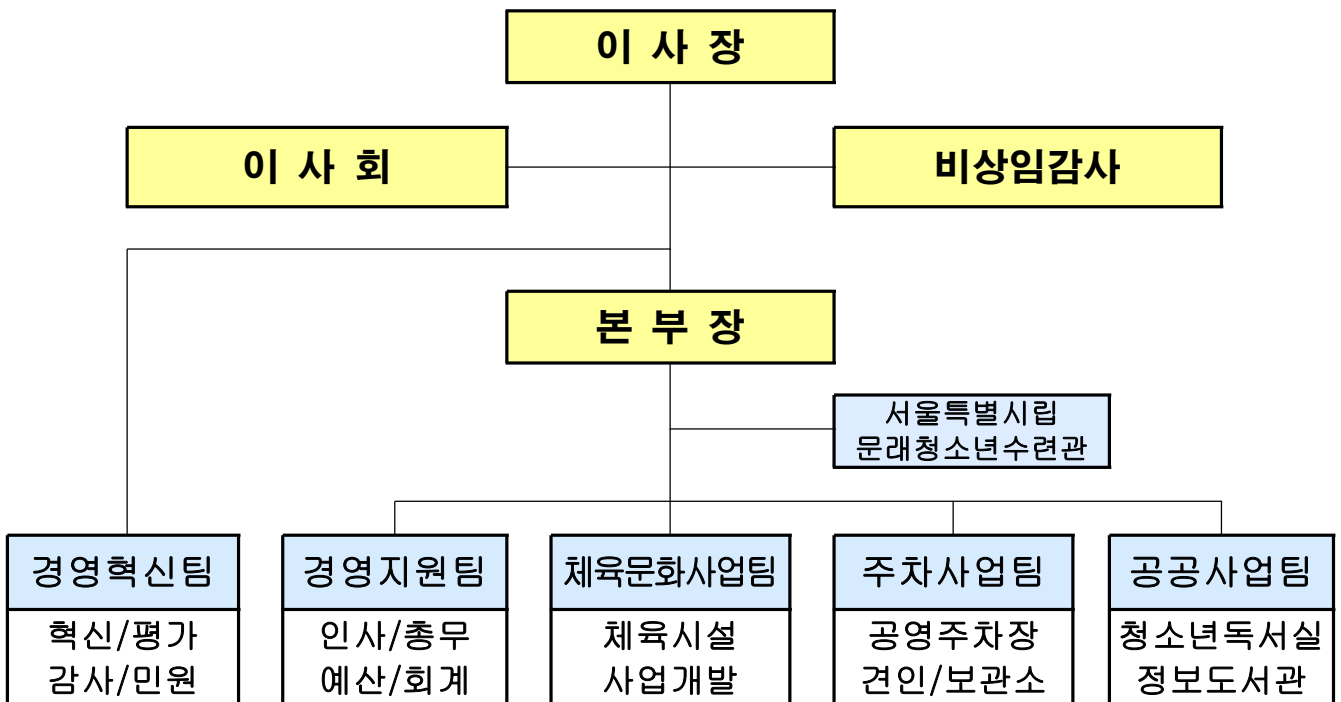 이 사 장
이 사 회
비상임감사
본 부 장
서울특별시립
문래청소년수련관
경영혁신팀
혁신/평가
감사/민원
경영지원팀
인사/총무
예산/회계
체육문화사업팀
체육시설
사업개발
주차사업팀
공영주차장
견인/보관소
공공사업팀
청소년독서실
정보도서관